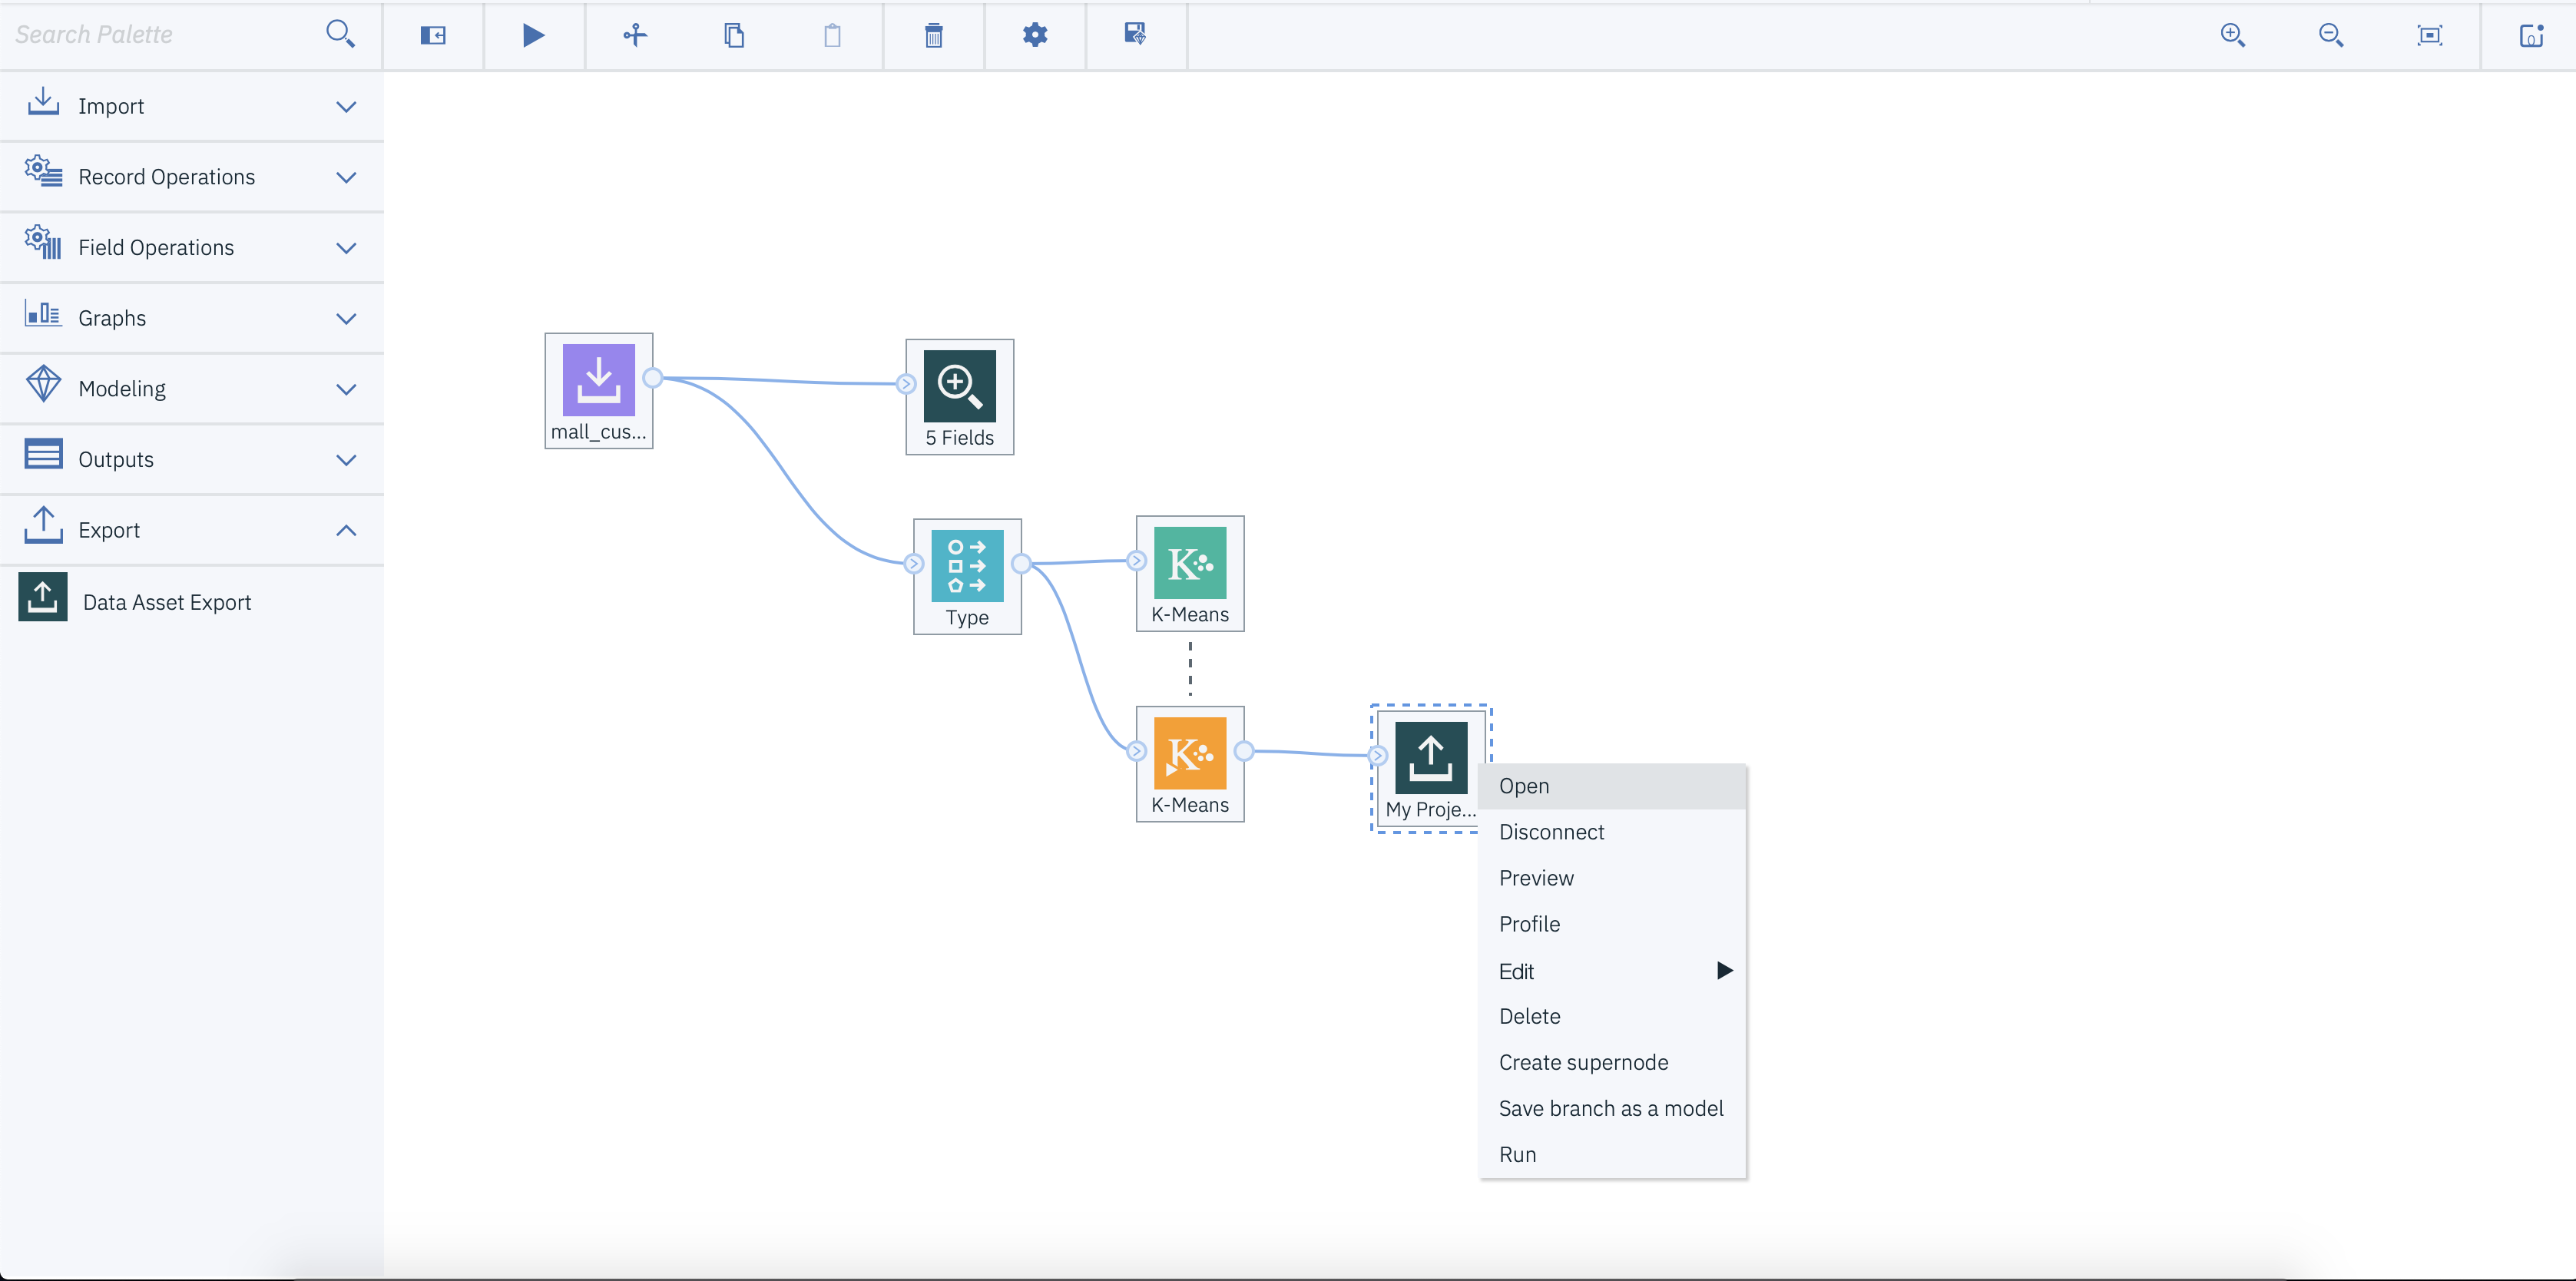 Search Palette
Import
Record Operations
Field Operations
Graphs
Modeling
Outputs
Export
Data Asset Export
mall_cus...
5 Fields
Type
K
K-Means
K
K-Means
My Proje...
Open
Disconnect
Preview
Profile
Edit
Delete
Create supernode
Save branch as a model
Run
0